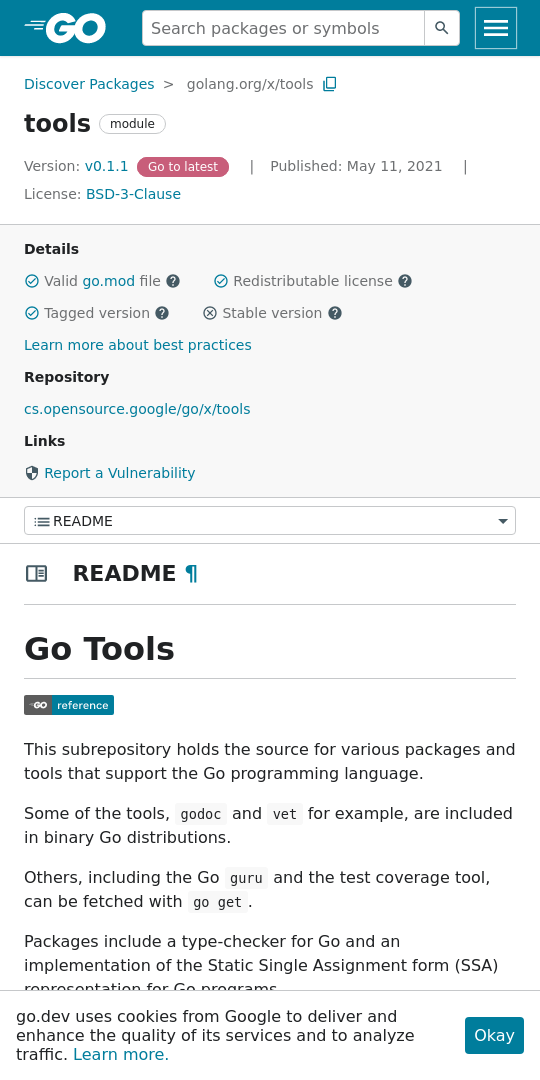 GO
Search packages or symbols
Discover Packages > golang.org/x/tools
tools module
Version: v0.1.1 Go to latest | Published: May 11, 2021 |
License: BSD-3-Clause
Details
Valid go.mod file Redistributable license
Tagged version Stable version
Learn more about best practices
Repository
cs.opensource.google/go/x/tools
Links
Report a Vulnerability
README
README ¶
Go Tools
GO reference
This subrepository holds the source for various packages and
tools that support the Go programming language.
Some of the tools, godoc and vet for example, are included
in binary Go distributions.
Others, including the Go guru and the test coverage tool,
can be fetched with go get.
Packages include a type-checker for Go and an
implementation of the Static Single Assignment form (SSA)
representation for Go programs.
go.dev uses cookies from Google to deliver and
enhance the quality of its services and to analyze
traffic. Learn more.
Okay